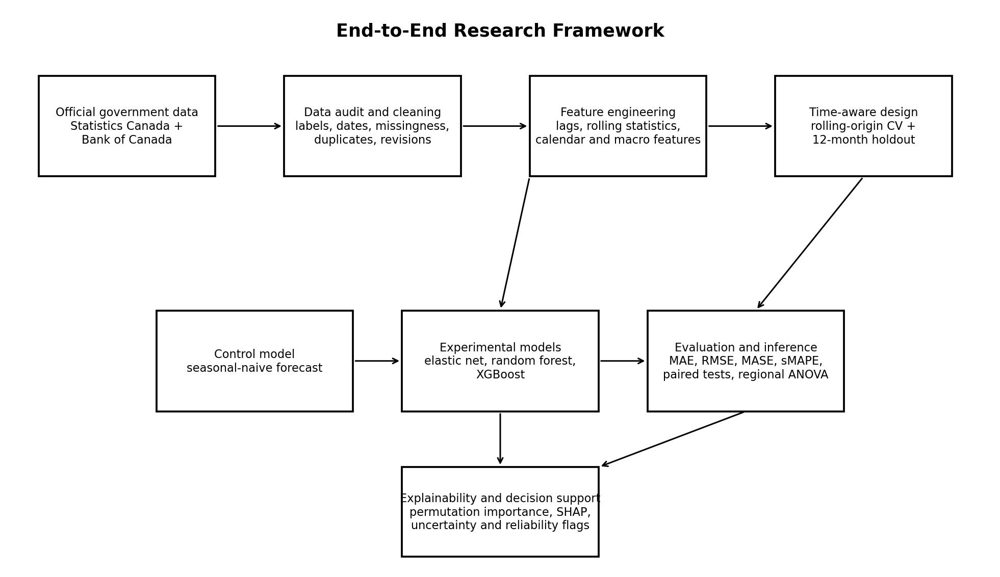 End-to-End Research Framework
Official government data
Statistics Canada +
Bank of Canada
Data audit and cleaning
labels, dates, missingness,
duplicates, revisions
Feature engineering
lags, rolling statistics,
calendar and macro features
Time-aware design
rolling-origin CV +
12-month holdout
Control model
seasonal-naive forecast
Experimental models
elastic net, random forest,
XGBoost
Evaluation and inference
MAE, RMSE, MASE, sMAPE,
paired tests, regional ANOVA
Explainability and decision support
permutation importance, SHAP,
uncertainty and reliability flags